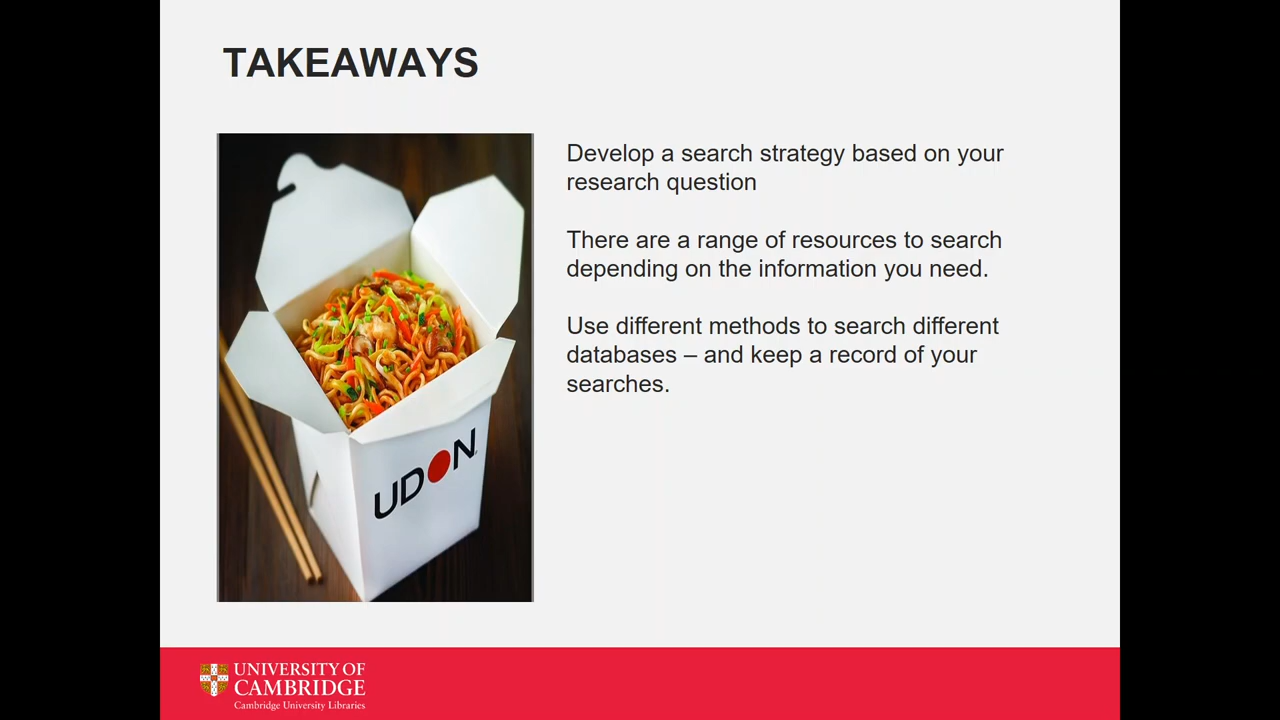 TAKEAWAYS
Develop a search strategy based on your
research question
There are a range of resources to search
depending on the information you need.
Use different methods to search different
databases – and keep a record of your
searches.
UDON
UNIVERSITY OF
CAMBRIDGE
Cambridge University Libraries